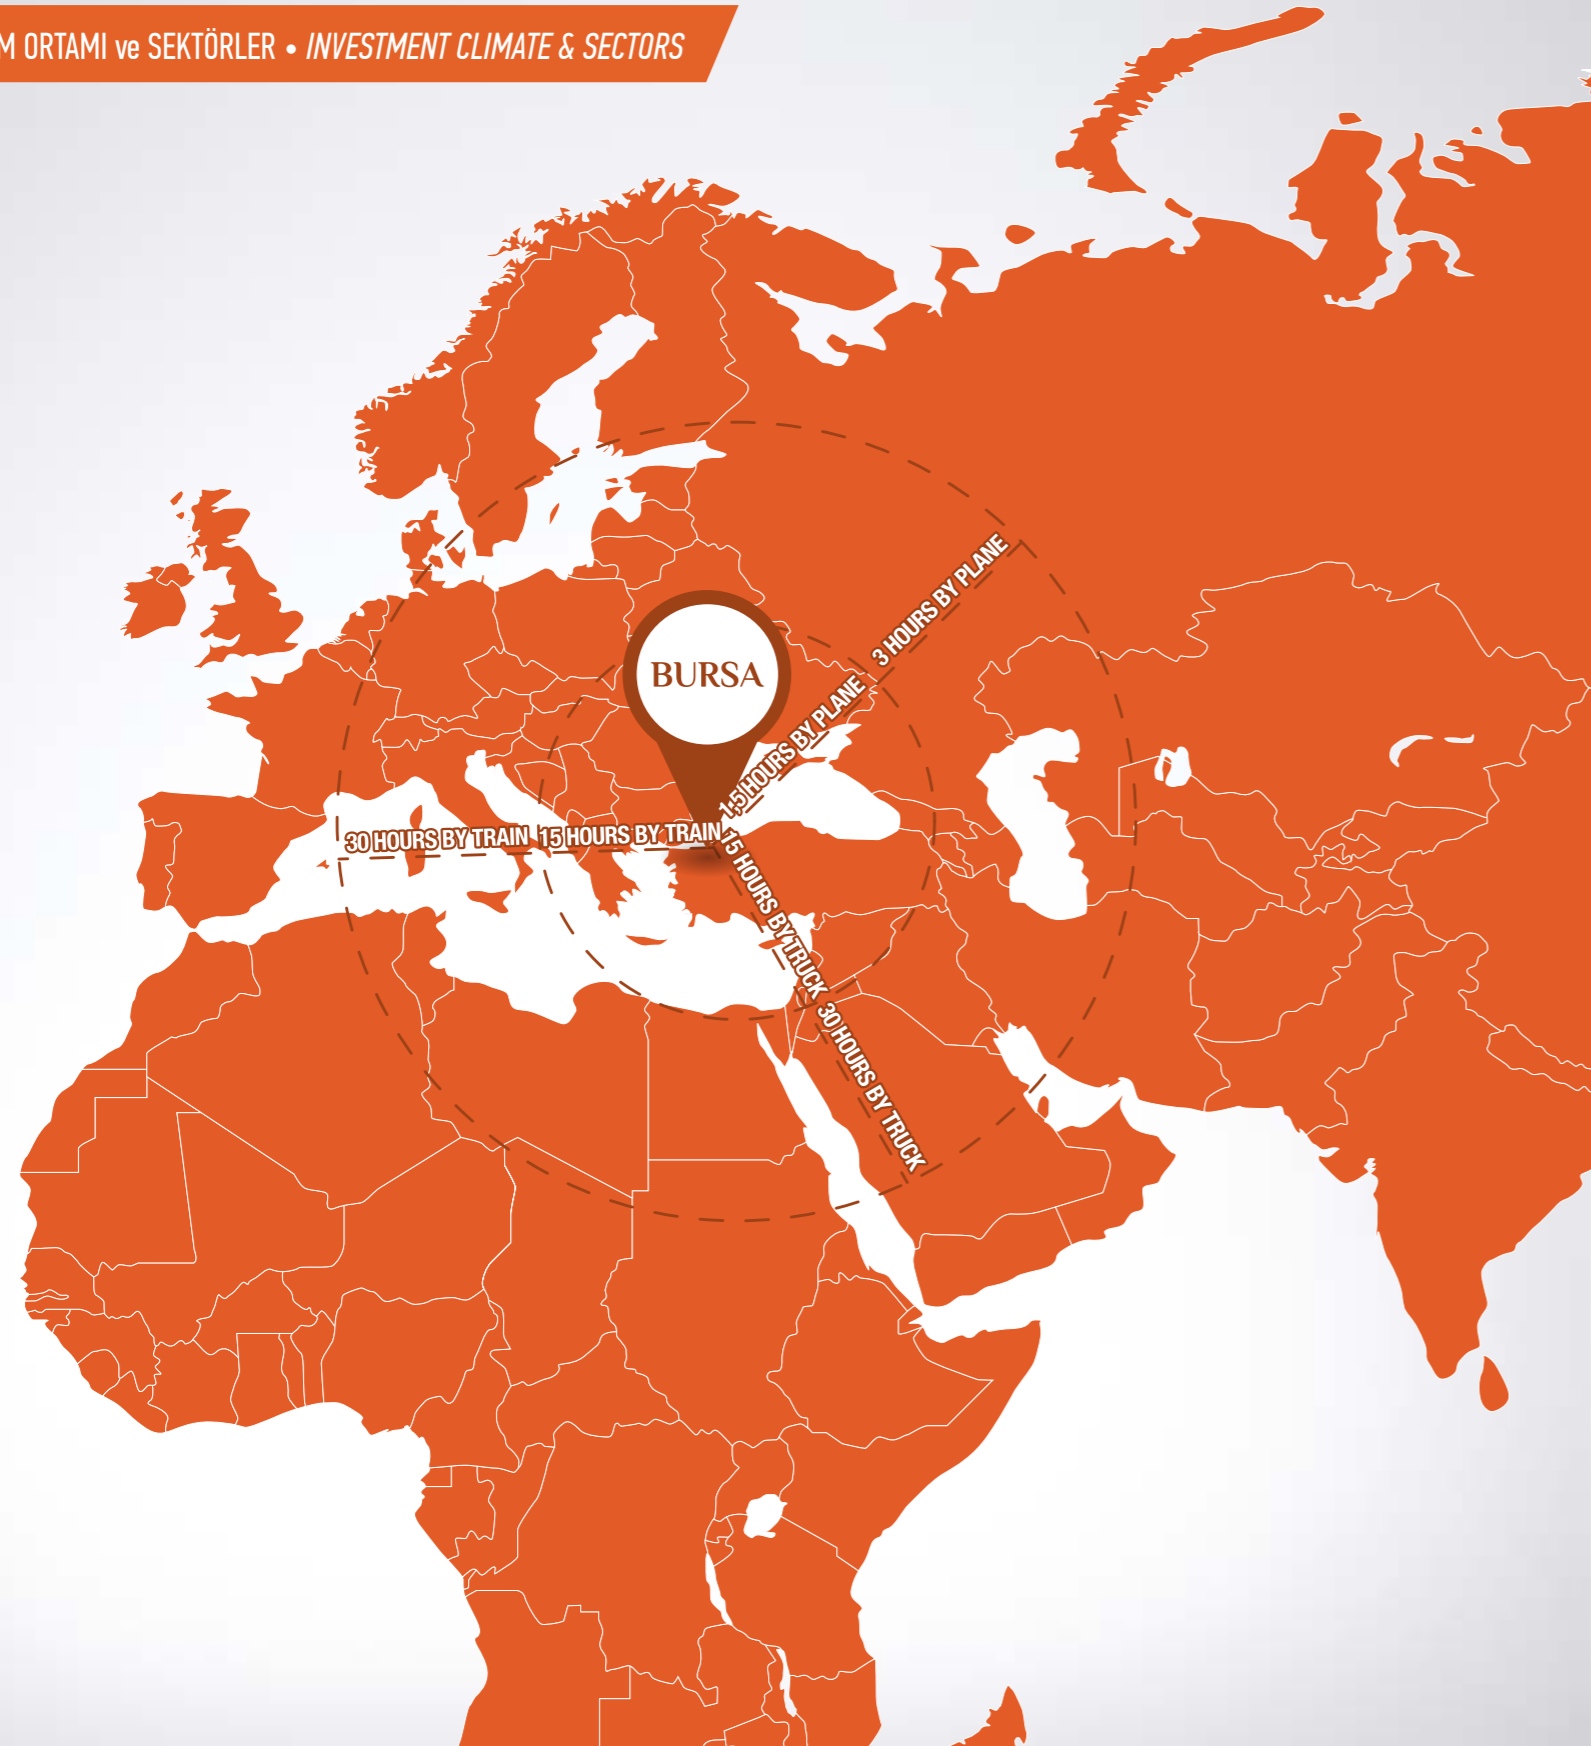 M ORTAMI ve SEKTÖRLER • INVESTMENT CLIMATE & SECTORS
3 HOURS BY PLANE
BURSA
1,5 HOURS BY PLANE
30 HOURS BY TRAIN
15 HOURS BY TRAIN
15 HOURS BY TRUCK
30 HOURS BY TRUCK